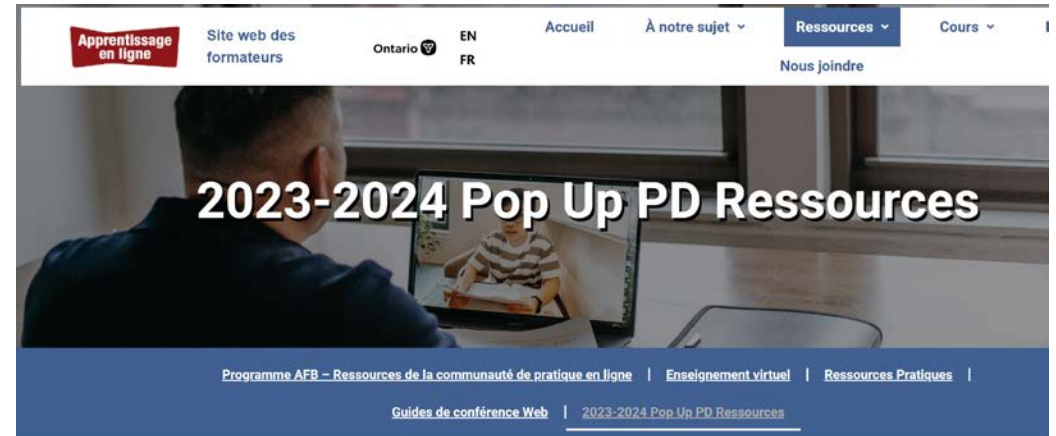 Apprentissage
en ligne
Site web des
formateurs
Ontario
EN
FR
Accueil
À notre sujet
Ressources
Cours
Nous joindre
2023-2024 Pop Up PD Ressources
Programme AFB – Ressources de la communauté de pratique en ligne | Enseignement virtuel | Ressources Pratiques |
Guides de conférence Web | 2023-2024 Pop Up PD Ressources